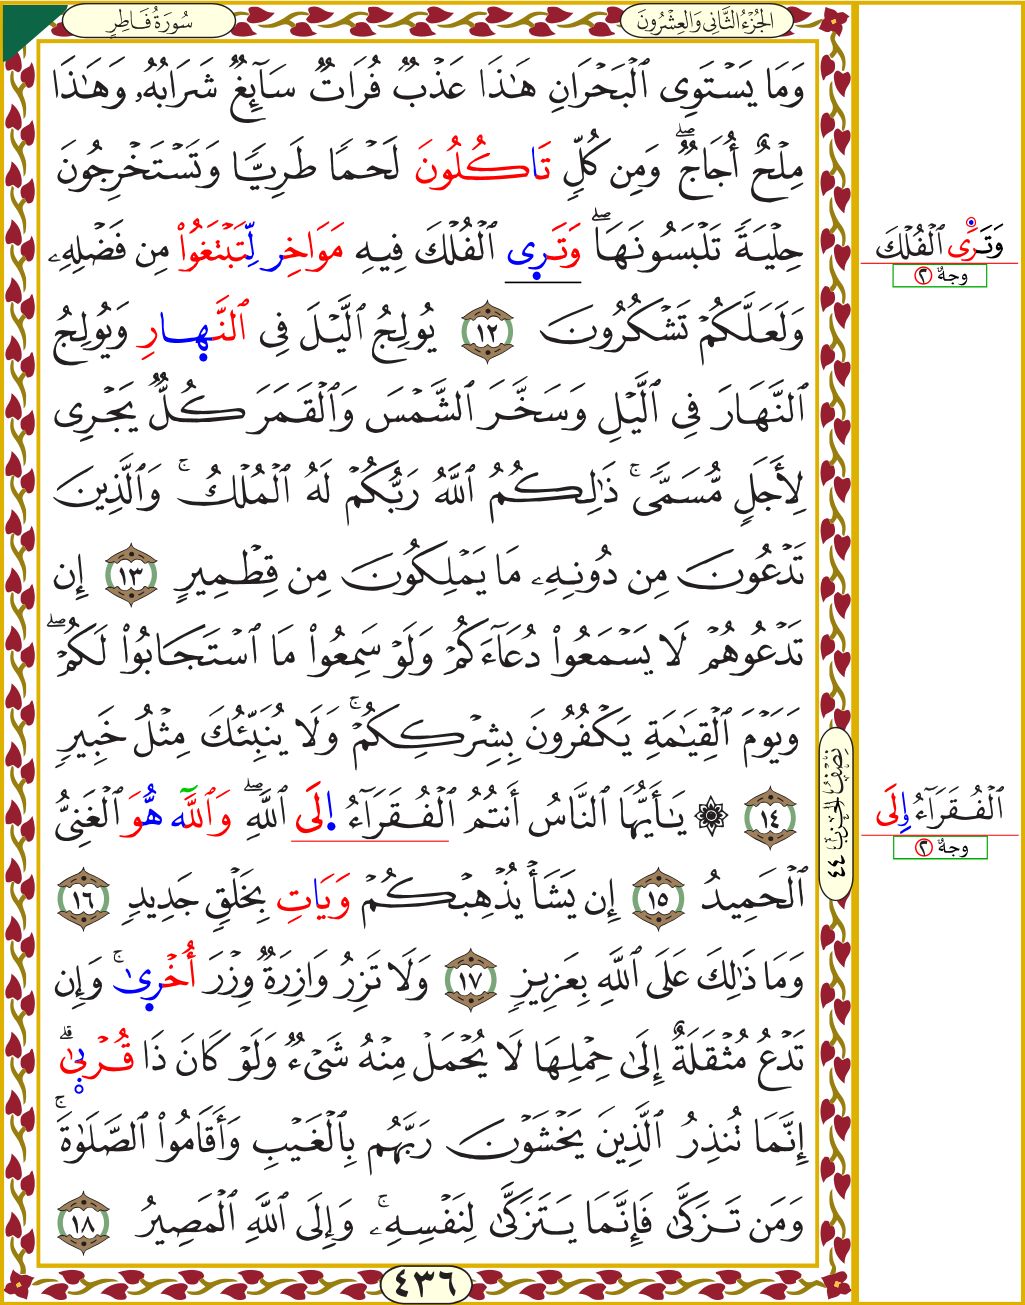 سُورَةُ فَاطِرٍ
الجُزْءُ الثَّانِي وَالعِشْرُونَ
وَمَا يَسۡتَوِي ٱلۡبَحۡرَانِ هَٰذَا عَذۡبٌ فُرَاتٌ سَآئِغٌ شَرَابُهُۥ وَهَٰذَا
مِلۡحٌ أُجَاجٌۖ وَمِن كُلّٖ تَاكُلُونَ لَحۡمٗا طَرِيّٗا وَتَسۡتَخۡرِجُونَ
حِلۡيَةٗ تَلۡبَسُونَهَاۖ وَتَرِى ٱلۡفُلۡكَ فِيهِ مَوَاخِر لِّتَبۡتَغُواْ مِن فَضۡلِهِۦ
وَلَعَلَّكُمۡ تَشۡكُرُونَ ١٢ يُولِجُ ٱلَّيۡلَ فِي ٱلنَّهِارِ وَيُولِجُ
ٱلنَّهَارَ فِي ٱلَّيۡلِ وَسَخَّرَ ٱلشَّمۡسَ وَٱلۡقَمَرَ كُلّٞ يَجۡرِي
لِأَجَلٖ مُّسَمّٗىۚ ذَٰلِكُمُ ٱللَّهُ رَبُّكُمۡ لَهُ ٱلۡمُلۡكُۚ وَٱلَّذِينَ
تَدۡعُونَ مِن دُونِهِۦ مَا يَمۡلِكُونَ مِن قِطۡمِيرٍ ١٣ إِن
تَدۡعُوهُمۡ لَا يَسۡمَعُواْ دُعَآءَكُمۡ وَلَوۡ سَمِعُواْ مَا ٱسۡتَجَابُواْ لَكُمۡۖ
وَيَوۡمَ ٱلۡقِيَٰمَةِ يَكۡفُرُونَ بِشِرۡكِكُمۡۚ وَلَا يُنَبِّئُكَ مِثۡلُ خَبِيرٖ
١٤ ۞ يَٰٓأَيُّهَا ٱلنَّاسُ أَنتُمُ ٱلۡفُقَرَآءُ اِلَى ٱللَّهِۖ وَٱللَّه هُّوَ ٱلۡغَنِيُّ
ٱلۡحَمِيدُ ١٥ إِن يَشَأۡ يُذۡهِبۡكُمۡ وَيَاتِ بِخَلۡقٖ جَدِيدٖ ١٦
وَمَا ذَٰلِكَ عَلَى ٱللَّهِ بِعَزِيزٖ ١٧ وَلَا تَزِرُ وَازِرَةٞ وِزۡرَ أُخۡرِىٰۚ وَإِن
تَدۡعُ مُثۡقَلَةٌ إِلَىٰ حِمۡلِهَا لَا يُحۡمَلۡ مِنۡهُ شَيۡءٞ وَلَوۡ كَانَ ذَا قُرۡبِىٰٓۗ
إِنَّمَا تُنذِرُ ٱلَّذِينَ يَخۡشَوۡنَ رَبَّهُم بِٱلۡغَيۡبِ وَأَقَامُواْ ٱلصَّلَوٰةَۚ
وَمَن تَزَكَّىٰ فَإِنَّمَا يَتَزَكَّىٰ لِنَفۡسِهِۦۚ وَإِلَى ٱللَّهِ ٱلۡمَصِيرُ ١٨
٤٣٦
نِصْفُ الحِزْبِ ٤٤
وَتَرَى ٱلۡفُلۡكَ
وجهٌ ٢
ٱلۡفُقَرَآءُ وِلَى
وجهٌ ٢